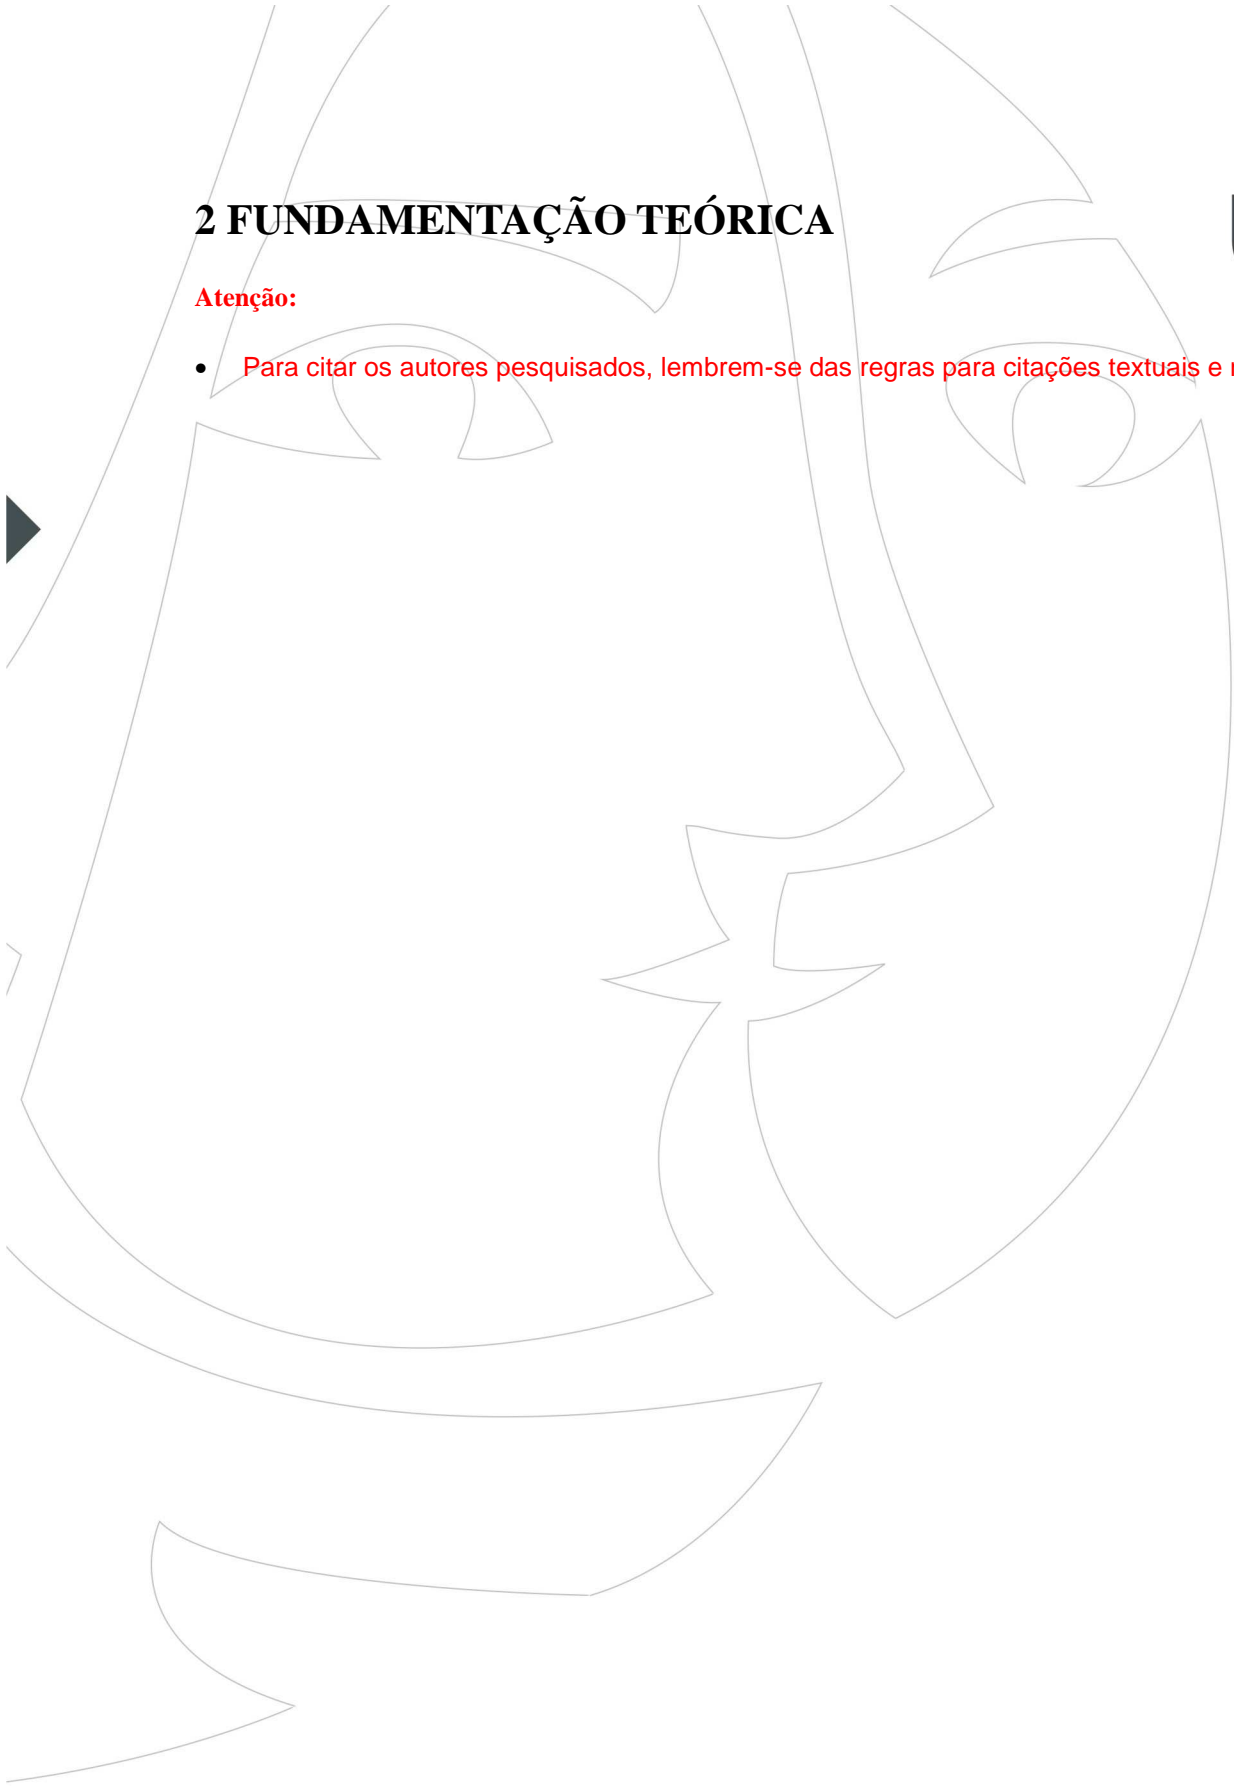 2 FUNDAMENTAÇÃO TEÓRICA
Atenção:
• Para citar os autores pesquisados, lembrem-se das regras para citações textuais e